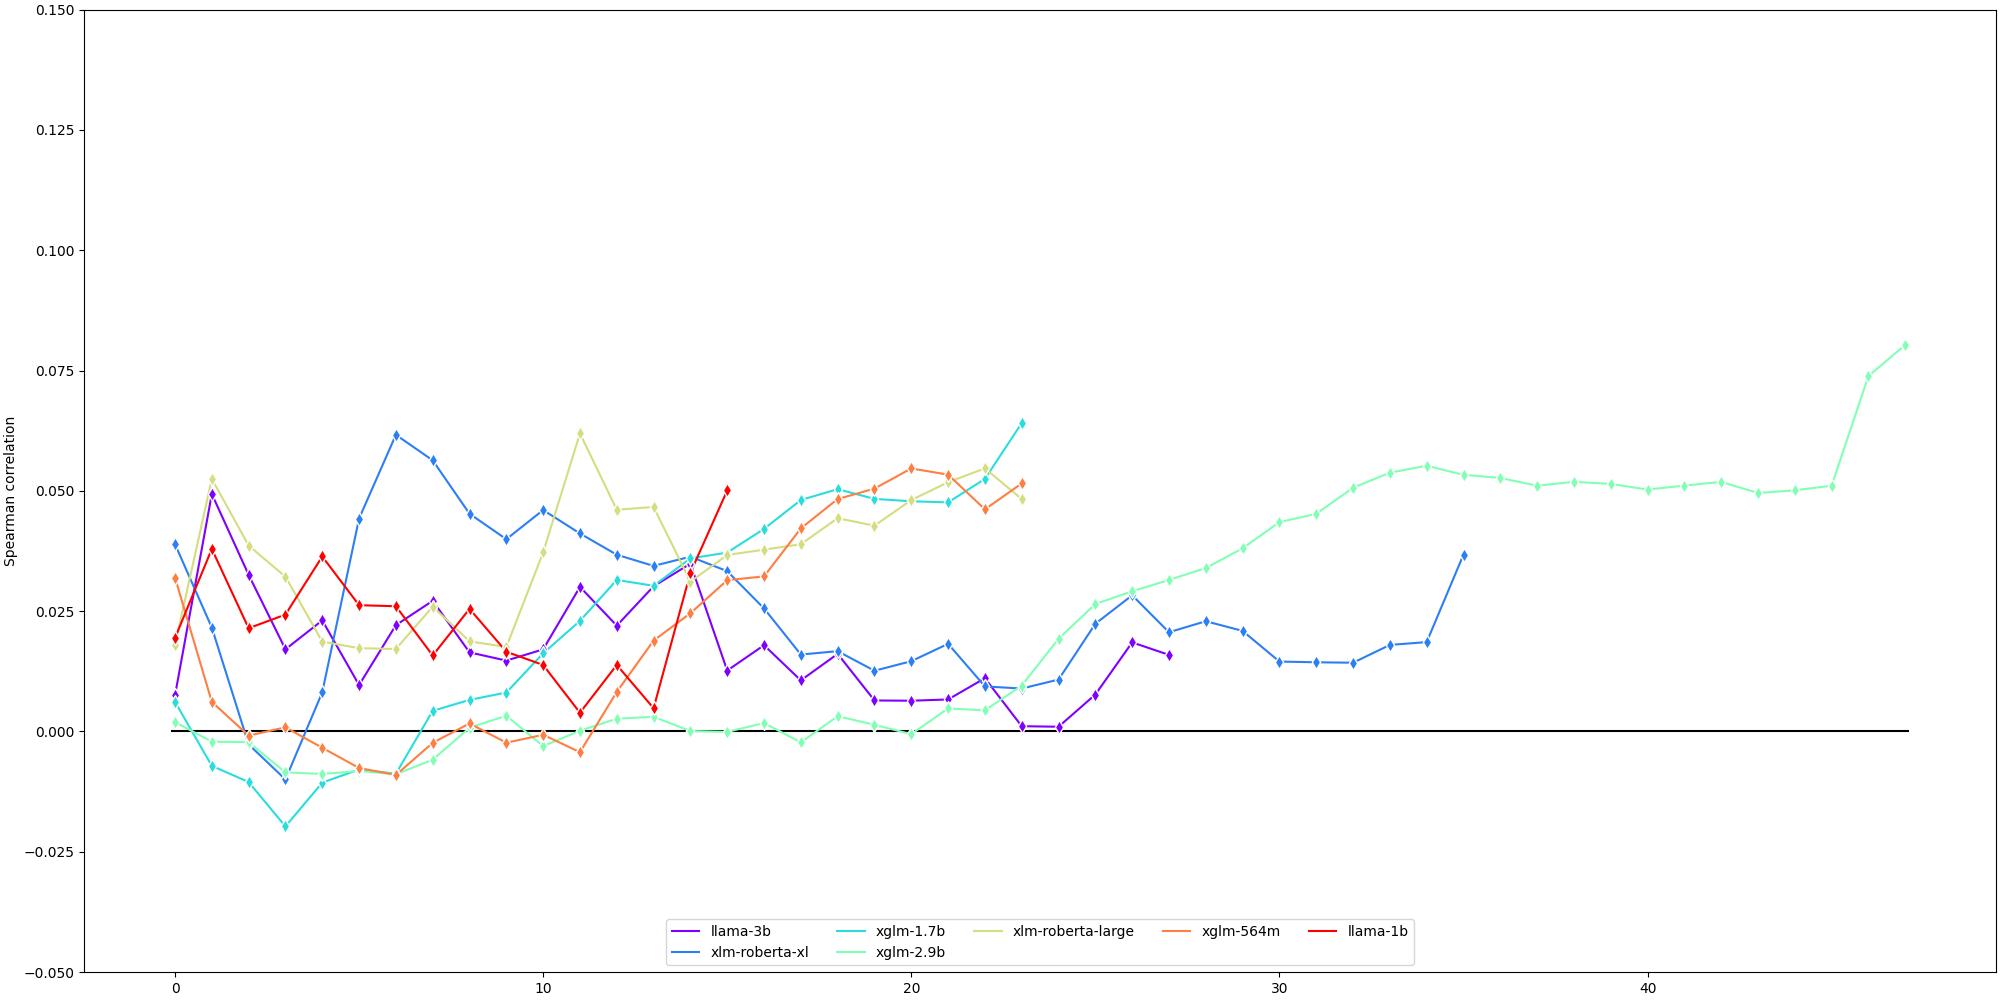 0.150
0.125
0.100
0.075
0.050
0.025
0.000
−0.025
−0.050
Spearman correlation
0 10 20 30 40
llama-3b xglm-1.7b xlm-roberta-large xglm-564m llama-1b
xlm-roberta-xl xglm-2.9b